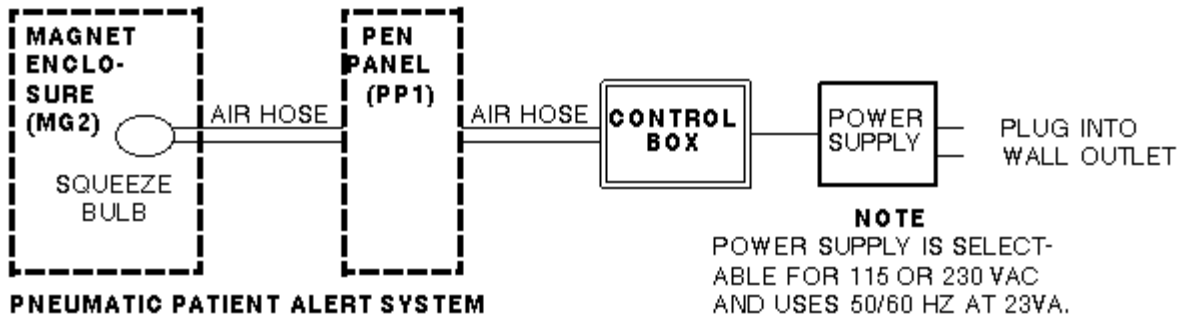 MAGNET
ENCLO-
SURE
(MG2)
SQUEEZE
BULB
AIR HOSE
PEN
PANEL
(PP1)
AIR HOSE
CONTROL
BOX
POWER
SUPPLY
PLUG INTO
WALL OUTLET
NOTE
POWER SUPPLY IS SELECT-
ABLE FOR 115 OR 230 VAC
AND USES 50/60 HZ AT 23VA.
PNEUMATIC PATIENT ALERT SYSTEM